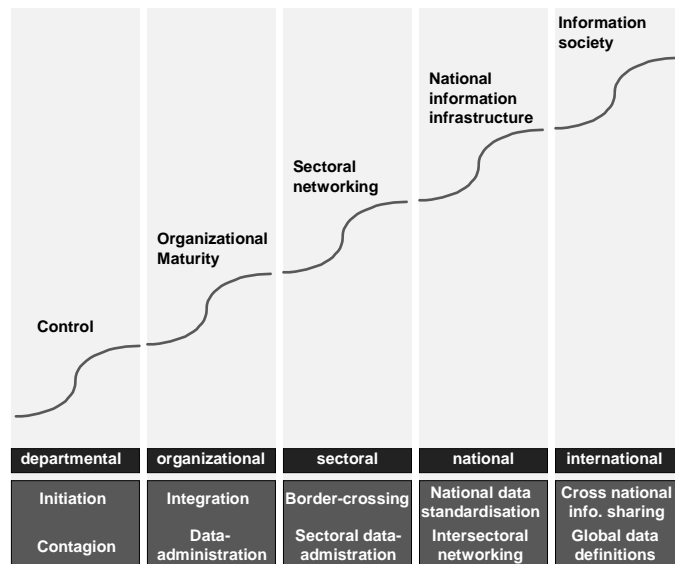 Information
society
National
information
infrastructure
Sectoral
networking
Organizational
Maturity
Control
departmental
organizational
sectoral
national
international
Initiation
Contagion
Integration
Data-
administration
Border-crossing
Sectoral data-
admistration
National data
standardisation
Intersectoral
networking
Cross national
info. sharing
Global data
definitions